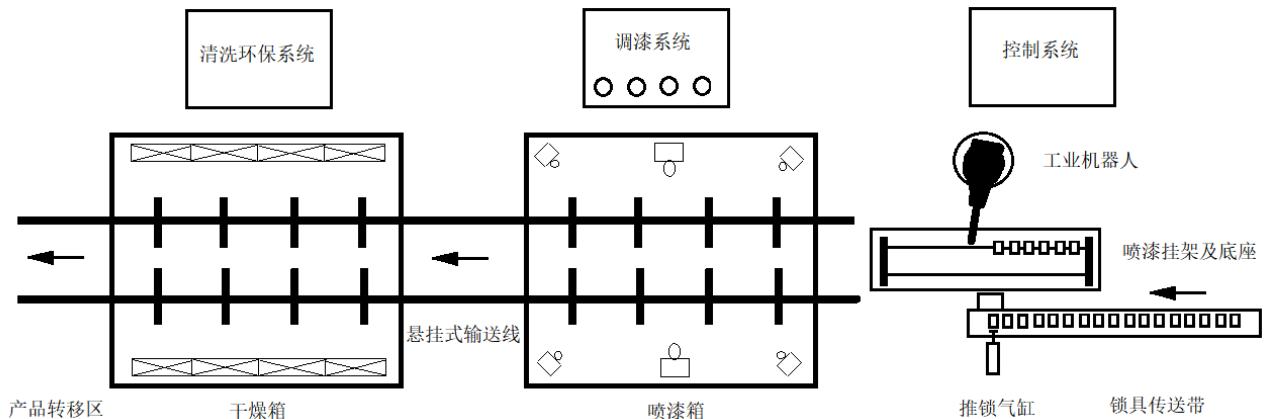 清洗环保系统
调漆系统
控制系统
工业机器人
喷漆挂架及底座
悬挂式输送线
产品转移区
干燥箱
喷漆箱
推锁气缸
锁具传送带